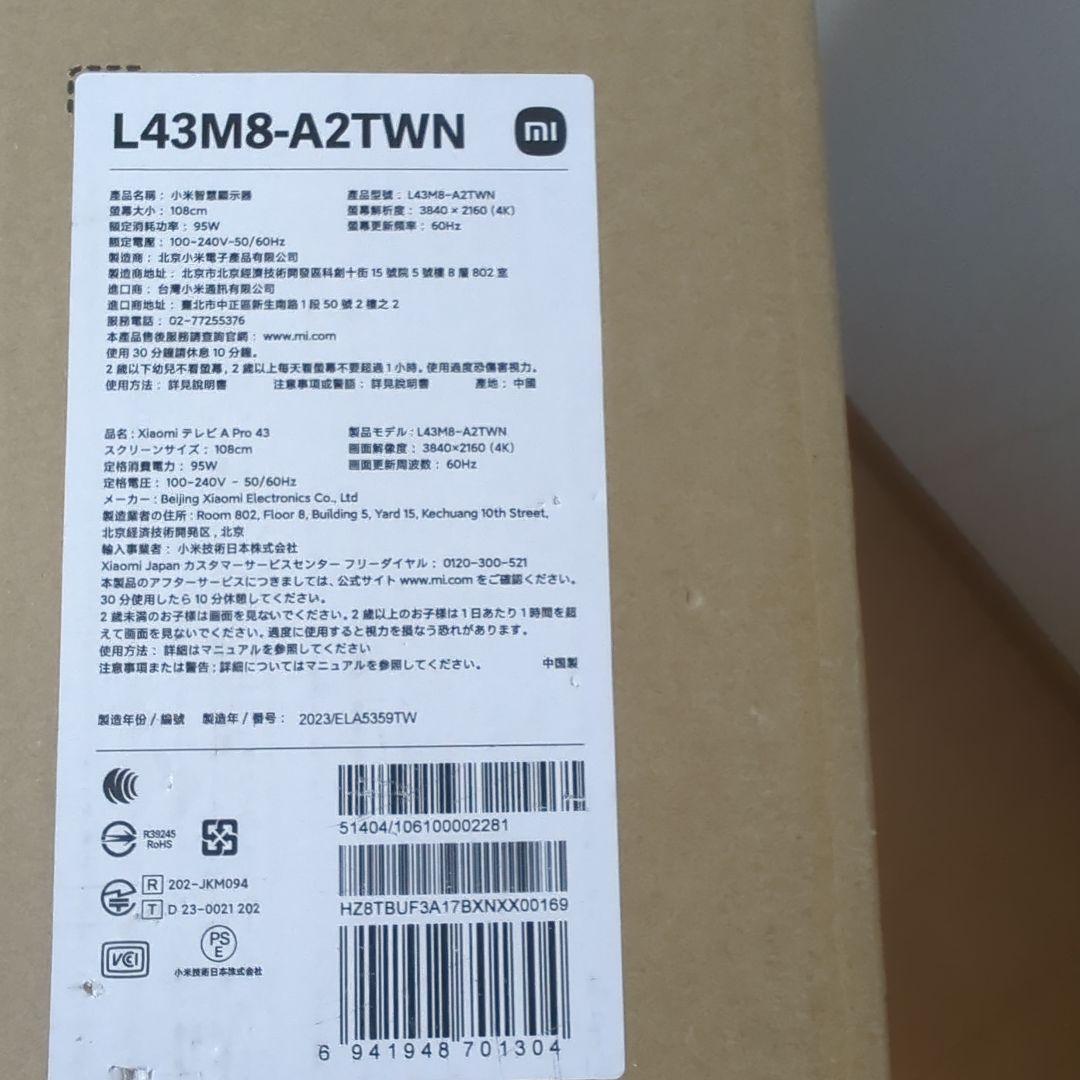 L43M8-A2TWN
mi
產品名稱：小米智慧顯示器 產品型號：L43M8-A2TWN
螢幕大小：108cm 螢幕解析度：3840 × 2160 (4K)
額定消耗功率：95W 螢幕更新頻率：60Hz
額定電壓：100-240V~50/60Hz
製造商：北京小米電子產品有限公司
製造商地址：北京市北京經濟技術開發區科創十街 15 號院 5 號樓 8 層 802 室
進口商：台灣小米通訊有限公司
進口商地址：臺北市中正區新生南路 1 段 50 號 2 樓之 2
服務電話：02-77255376
本產品售後服務請查詢官網：www.mi.com
使用 30 分鐘請休息 10 分鐘。
2 歲以下幼兒不看螢幕，2 歲以上每天看螢幕不要超過 1 小時。使用過度恐傷害視力。
使用方法：詳見說明書 注意事項或警語：詳見說明書 產地：中國
品名：Xiaomi テレビ A Pro 43 製品モデル：L43M8-A2TWN
スクリーンサイズ：108cm 画面解像度：3840×2160 (4K)
定格消費電力：95W 画面更新周波数：60Hz
定格電圧：100-240V ~ 50/60Hz
メーカー：Beijing Xiaomi Electronics Co., Ltd
製造業者の住所：Room 802, Floor 8, Building 5, Yard 15, Kechuang 10th Street,
北京経済技術開発区，北京
輸入事業者：小米技術日本株式会社
Xiaomi Japan カスタマーサービスセンター フリーダイヤル：0120-300-521
本製品のアフターサービスにつきましては、公式サイト www.mi.com をご確認ください。
30 分使用したら 10 分休憩してください。
2 歳未満のお子様は画面を見ないでください。2 歳以上のお子様は 1 日あたり 1 時間を超
えて画面を見ないでください。過度に使用すると視力を損なう恐れがあります。
使用方法：詳細はマニュアルを参照してください
注意事項または警告：詳細についてはマニュアルを参照してください。 中国製
製造年份 / 編號 製造年 / 番号：2023/ELA5359TW
R39245
RoHS
51404/106100002281
R 202-JKM094
T D 23-0021 202
HZ8TBUF3A17BXNXX00169
VCCI
PS
E
小米技術日本株式会社
6 941948 701304